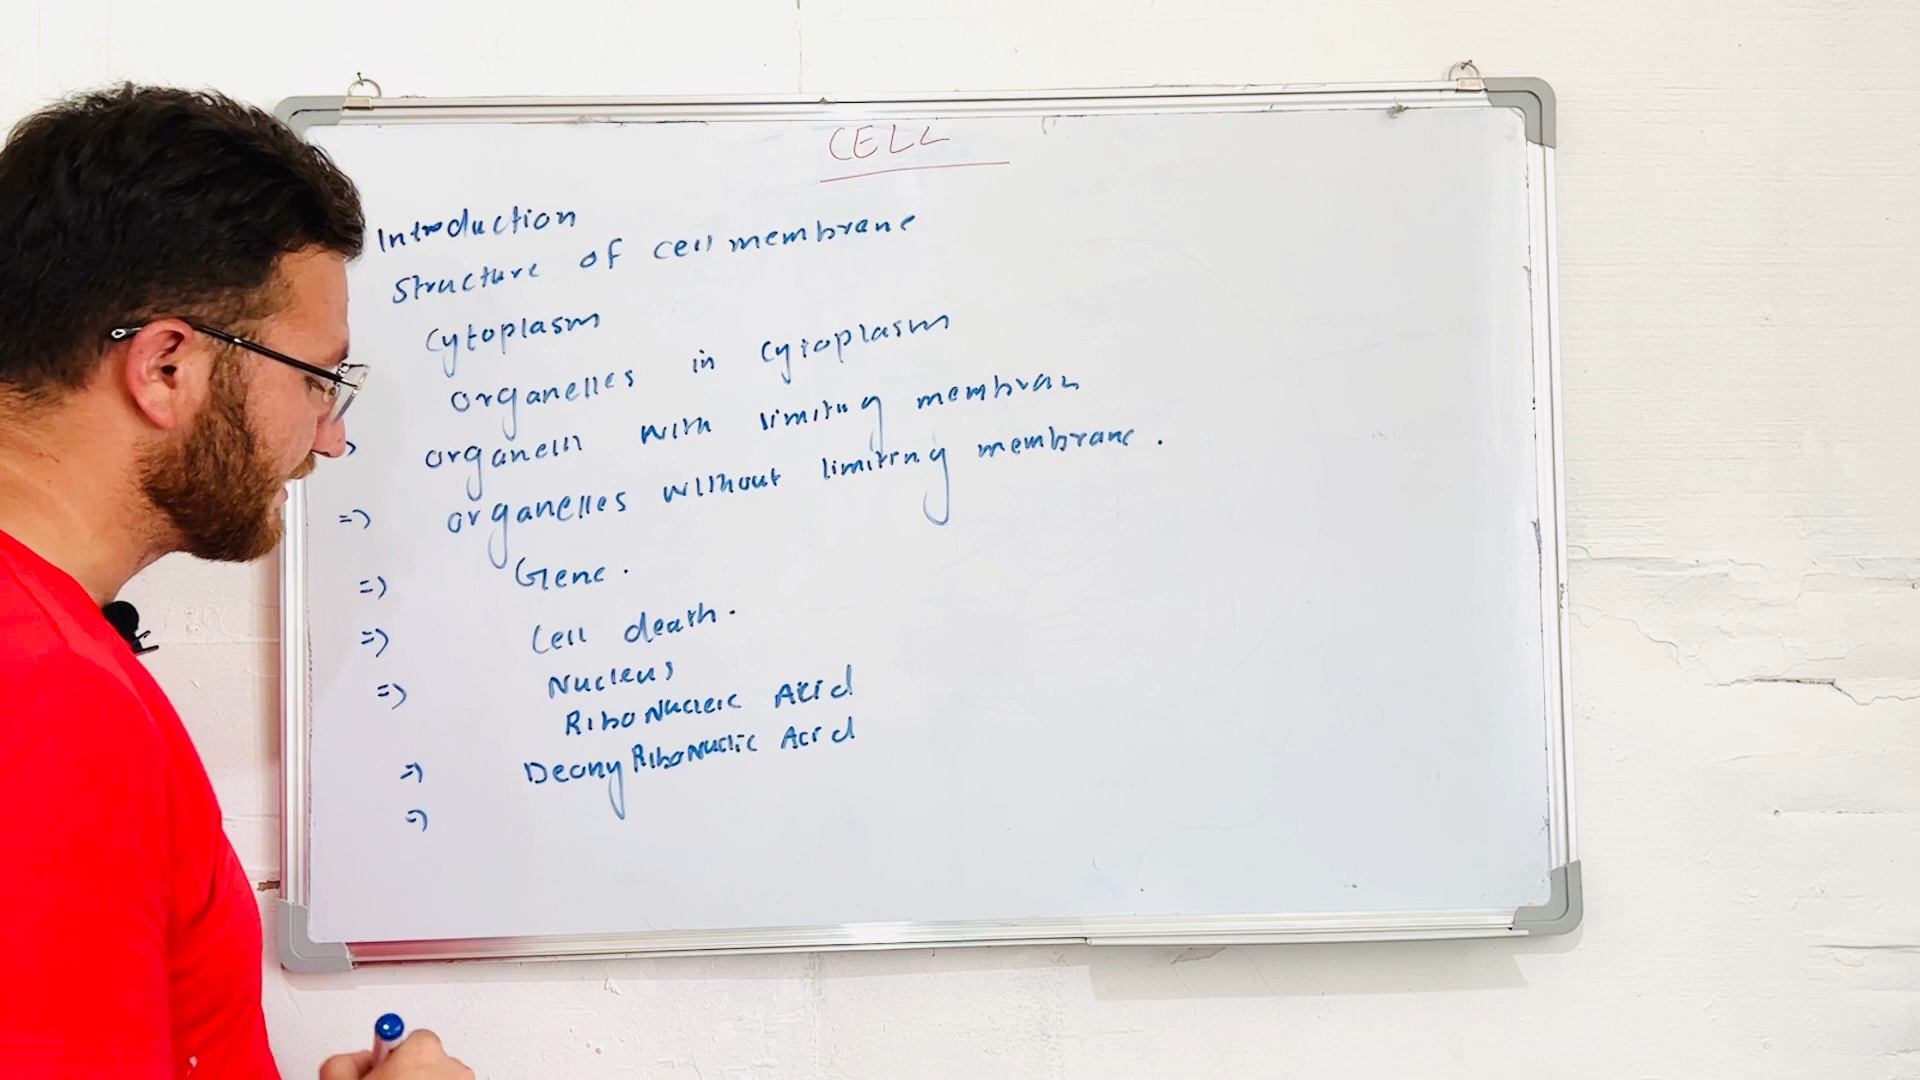 CELL
Introduction
Structure of cell membrane
Cytoplasm
organelles in cytoplasm
organelles with limiting membran
=) organelles without limiting membrane.
=) Gene.
=) Cell death.
=) Nucleus
RiboNucleic Acid
=) Deoxy RiboNuclic Acid
=)